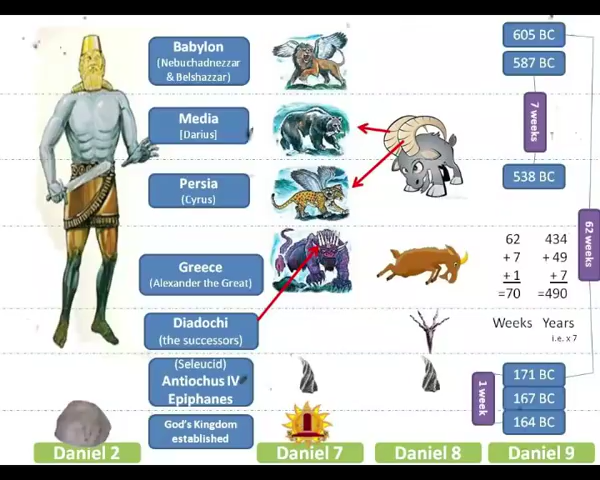 Babylon
(Nebuchadnezzar
& Belshazzar)
605 BC
587 BC
Media
[Darius]
7 weeks
Persia
(Cyrus)
538 BC
62 weeks
Greece
(Alexander the Great)
62 434
+ 7 + 49
+ 1 + 7
=70 =490
Weeks Years
i.e. x 7
Diadochi
(the successors)
(Seleucid)
Antiochus IV
Epiphanes
171 BC
167 BC
164 BC
1 week
God's Kingdom
established
Daniel 2
Daniel 7
Daniel 8
Daniel 9